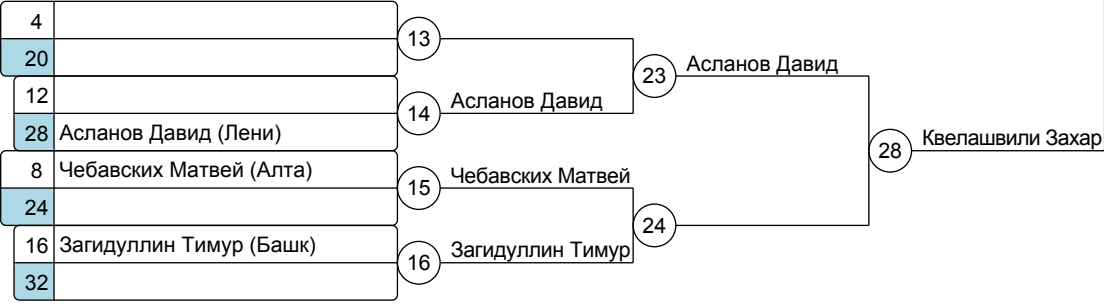 4
13
20
23
Асланов Давид
12
14
Асланов Давид
28
Асланов Давид (Лени)
28
Квелашвили Захар
8
Чебавских Матвей (Алта)
15
Чебавских Матвей
24
24
16
Загидуллин Тимур (Башк)
16
Загидуллин Тимур
32